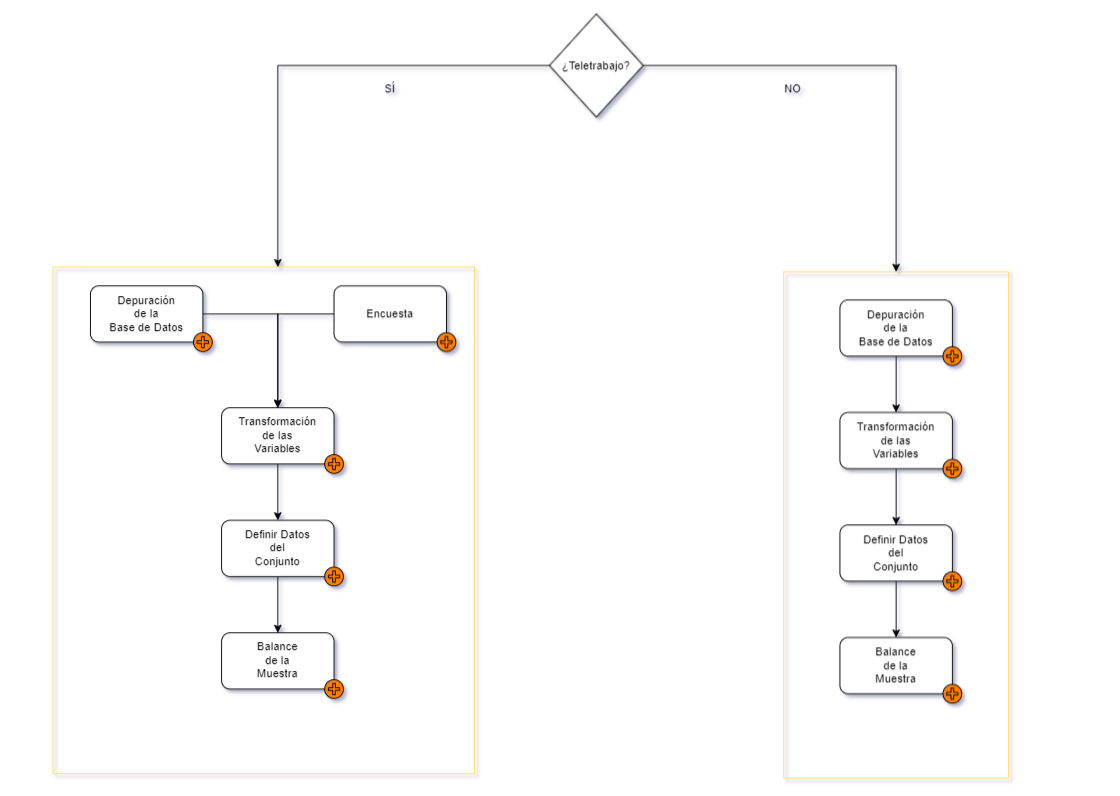 ¿Teletrabajo?
SÍ
NO
Depuración
de la
Base de Datos
Encuesta
Transformación
de las
Variables
Definir Datos
del
Conjunto
Balance
de la
Muestra
Depuración
de la
Base de Datos
Transformación
de las
Variables
Definir Datos
del
Conjunto
Balance
de la
Muestra